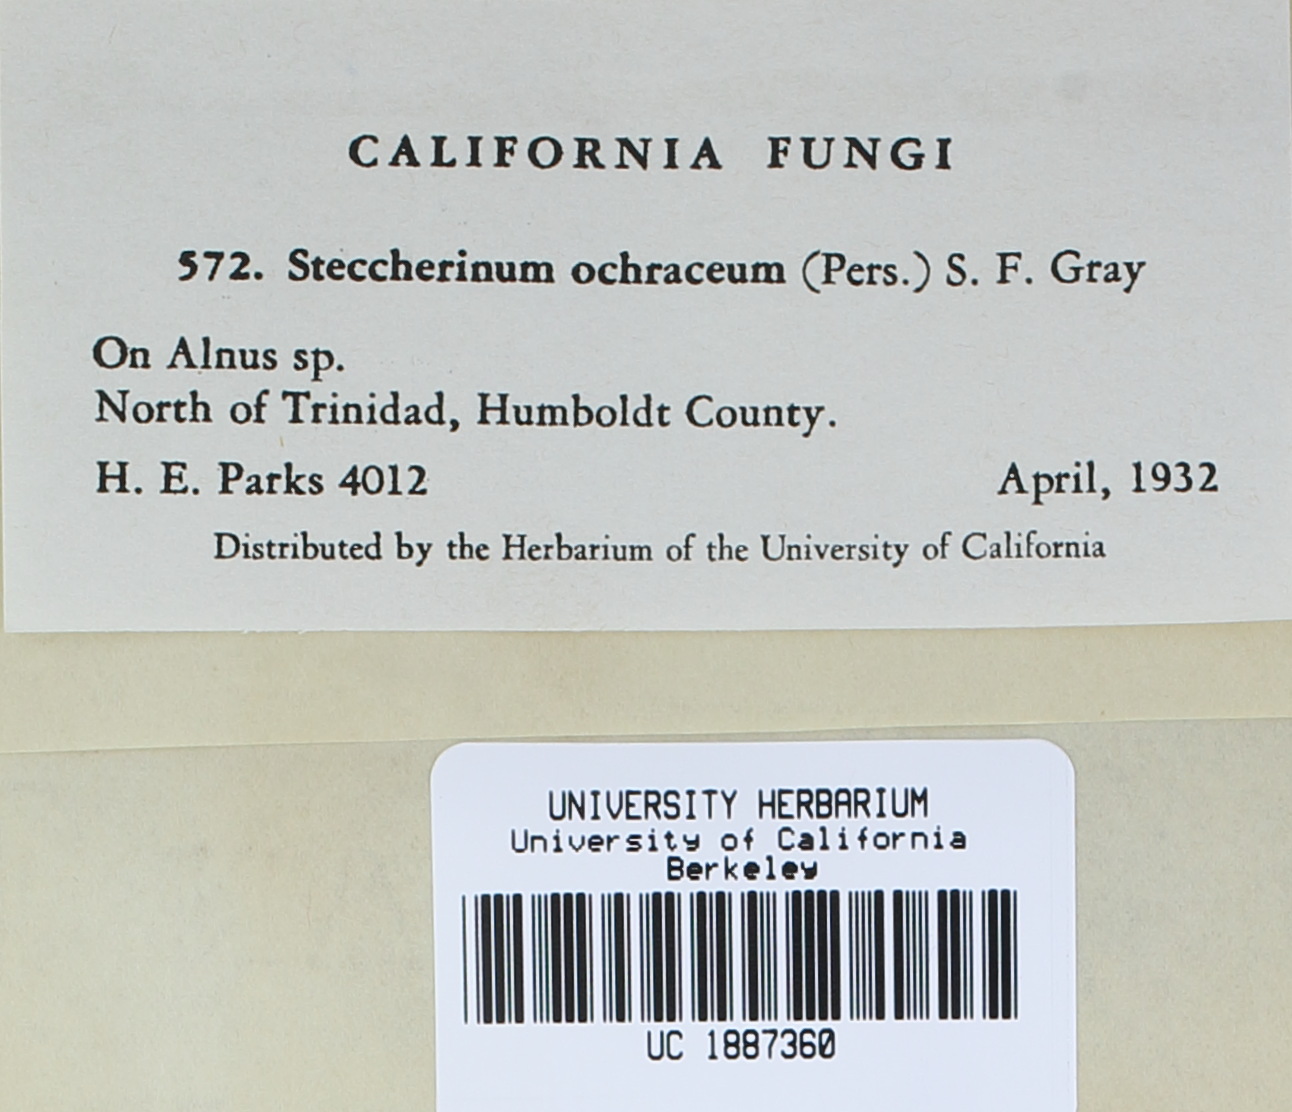 CALIFORNIA FUNGI
572. Steccherinum ochraceum (Pers.) S. F. Gray
On Alnus sp.
North of Trinidad, Humboldt County.
H. E. Parks 4012 April, 1932
Distributed by the Herbarium of the University of California
UNIVERSITY HERBARIUM
University of California
Berkeley
UC 1887360